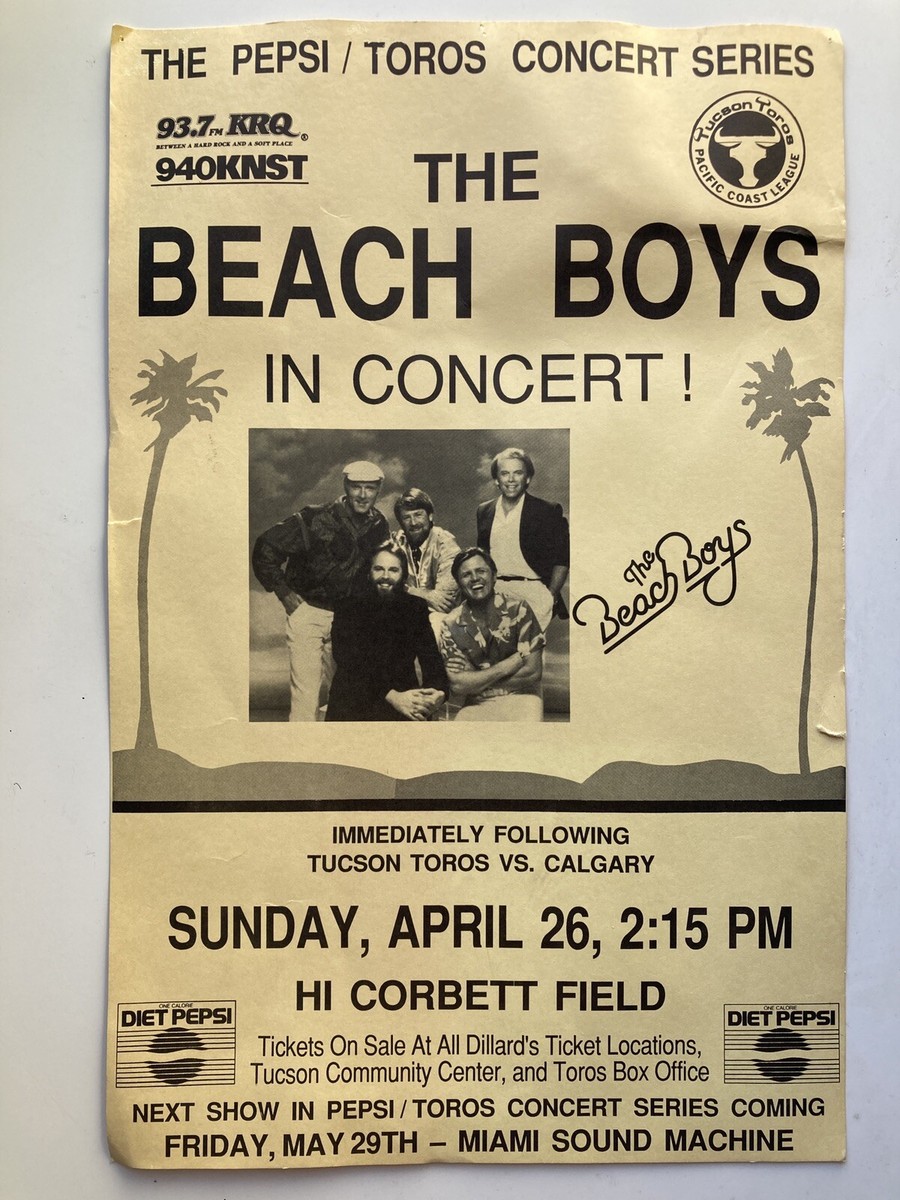 THE PEPSI / TOROS CONCERT SERIES
93.7 FM KRQ ®
BETWEEN A HARD ROCK AND A SOFT PLACE
940KNST
Tucson Toros
PACIFIC COAST LEAGUE
THE
BEACH BOYS
IN CONCERT !
The
Beach Boys
IMMEDIATELY FOLLOWING
TUCSON TOROS VS. CALGARY
SUNDAY, APRIL 26, 2:15 PM
HI CORBETT FIELD
ONE CALORIE
DIET PEPSI
Tickets On Sale At All Dillard's Ticket Locations,
Tucson Community Center, and Toros Box Office
ONE CALORIE
DIET PEPSI
NEXT SHOW IN PEPSI / TOROS CONCERT SERIES COMING
FRIDAY, MAY 29TH – MIAMI SOUND MACHINE